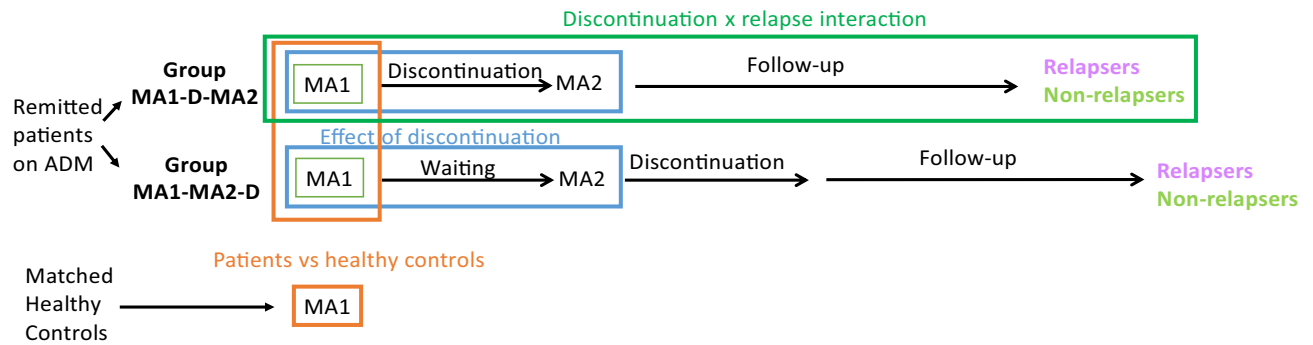 Discontinuation x relapse interaction
Group
MA1-D-MA2
MA1
Discontinuation
MA2
Follow-up
Relapsers
Non-relapsers
Remitted
patients
on ADM
Effect of discontinuation
Group
MA1-MA2-D
MA1
Waiting
MA2
Discontinuation
Follow-up
Relapsers
Non-relapsers
Patients vs healthy controls
Matched
Healthy
Controls
MA1